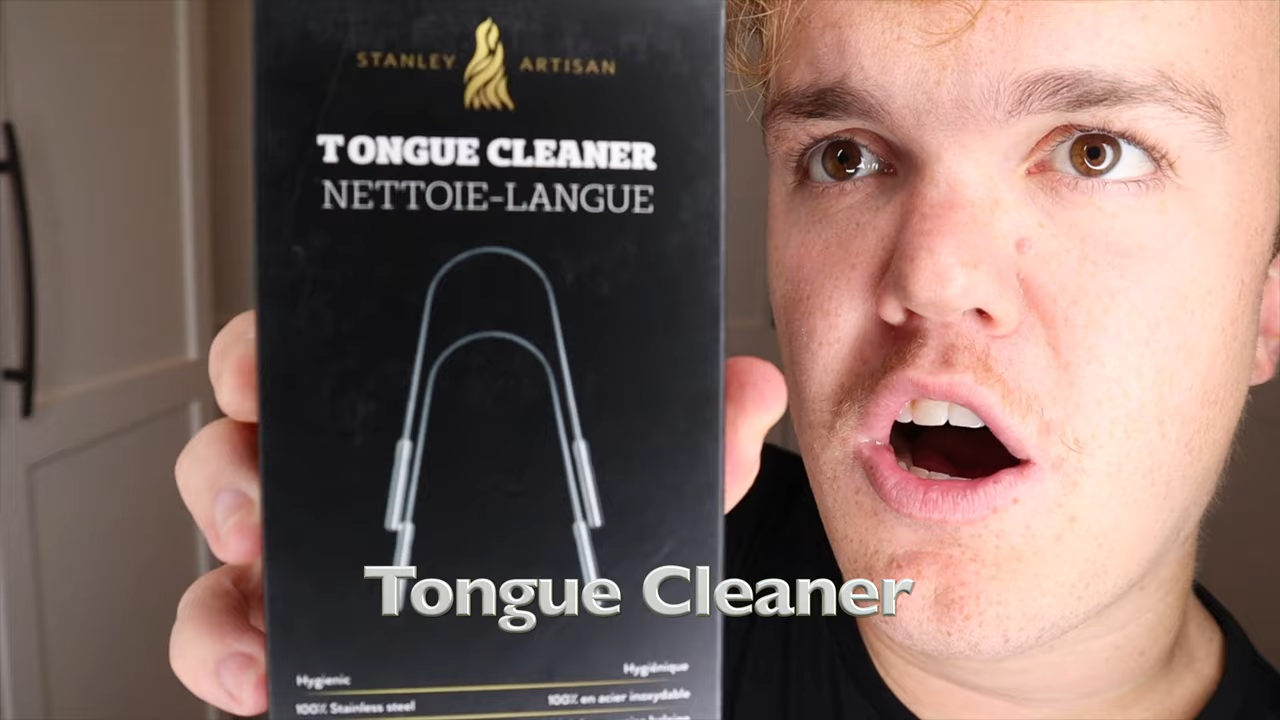 STANLEY ARTISAN
TONGUE CLEANER
NETTOIE-LANGUE
Tongue Cleaner
Hygienic
Hygiénique
100% Stainless steel
100% en acier inoxydable